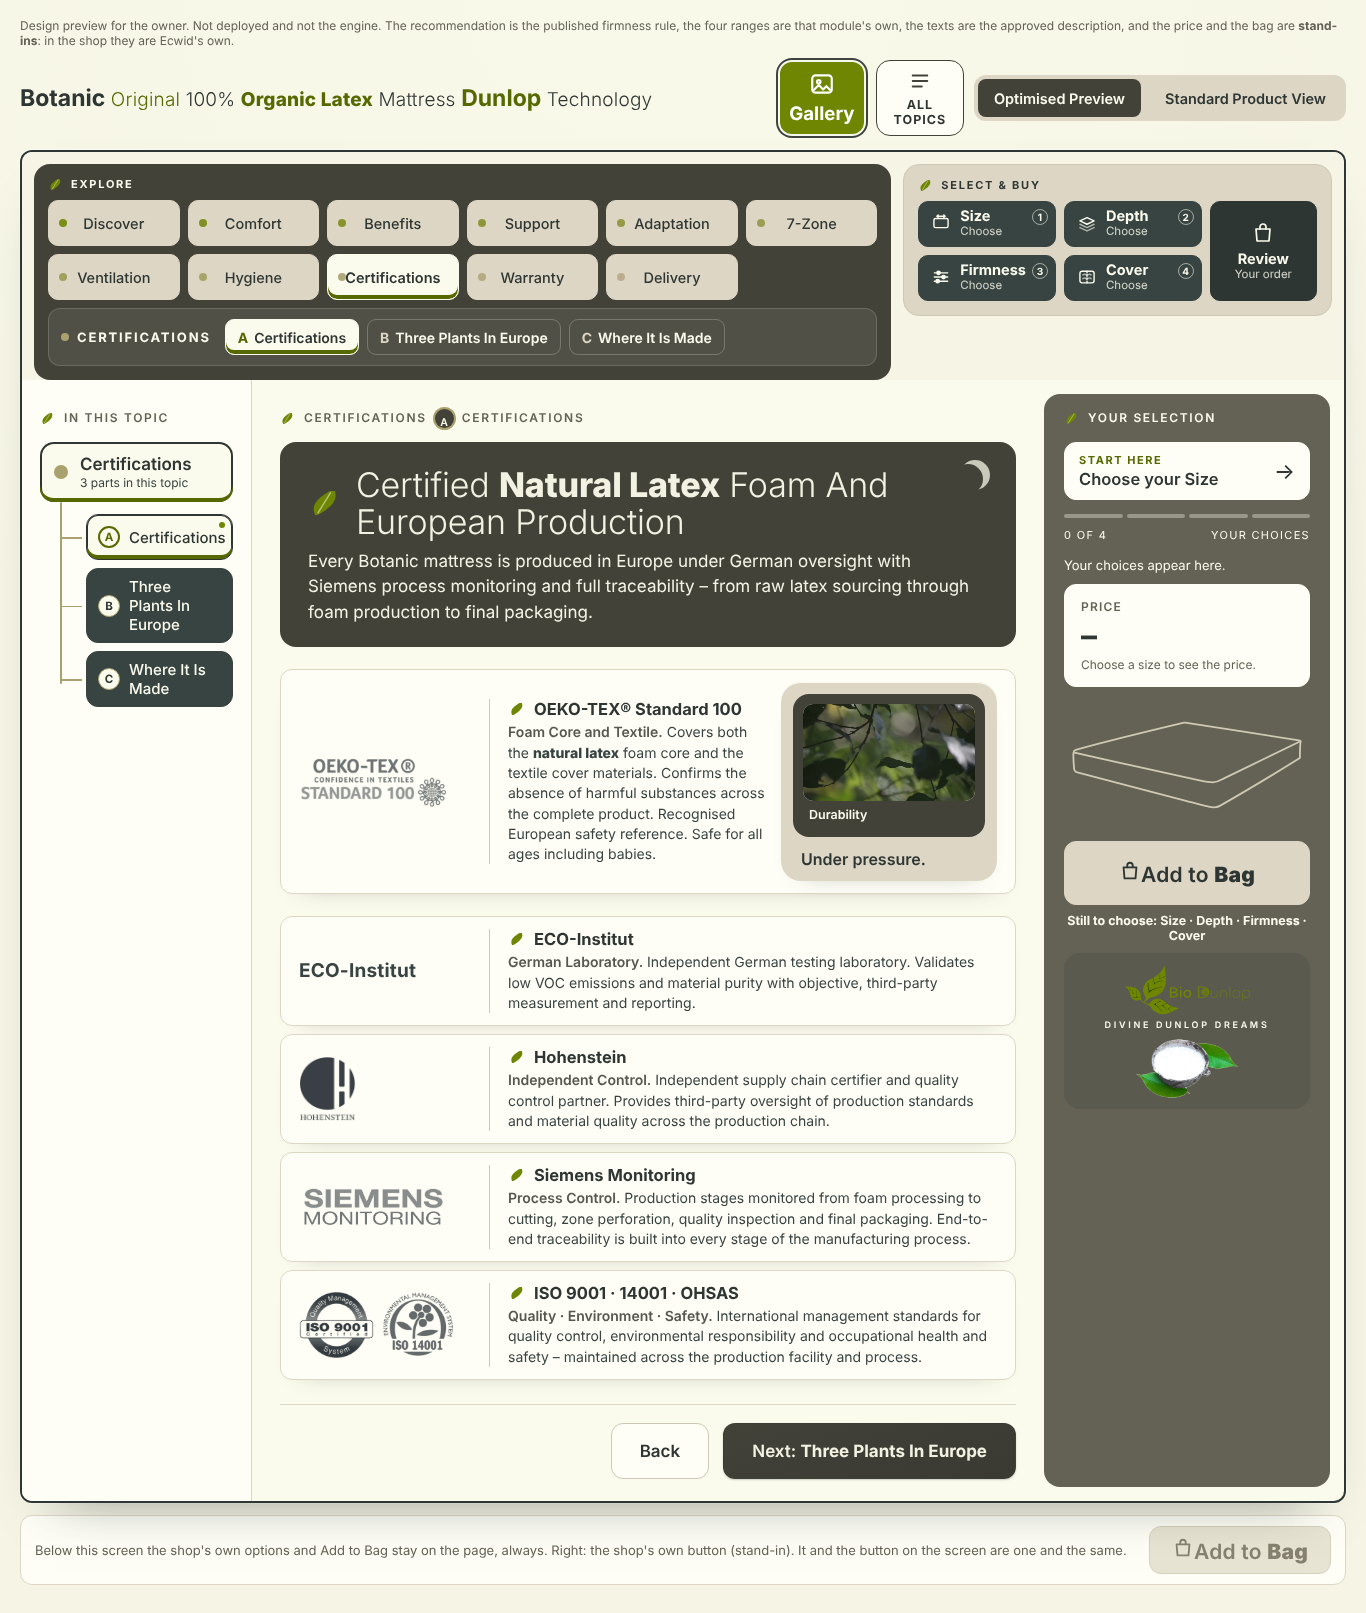 Design preview for the owner. Not deployed and not the engine. The recommendation is the published firmness rule, the four ranges are that module's own, the texts are the approved description, and the price and the bag are stand-
ins: in the shop they are Ecwid's own.
Botanic Original 100% Organic Latex Mattress Dunlop Technology
Gallery
ALL
TOPICS
Optimised Preview
Standard Product View
EXPLORE
Discover
Comfort
Benefits
Support
Adaptation
7-Zone
Ventilation
Hygiene
Certifications
Warranty
Delivery
CERTIFICATIONS
A Certifications
B Three Plants In Europe
C Where It Is Made
SELECT & BUY
Size
Choose
1
Depth
Choose
2
Firmness
Choose
3
Cover
Choose
4
Review
Your order
IN THIS TOPIC
Certifications
3 parts in this topic
A Certifications
B Three
Plants In
Europe
C Where It Is
Made
CERTIFICATIONS A CERTIFICATIONS
Certified Natural Latex Foam And
European Production
Every Botanic mattress is produced in Europe under German oversight with
Siemens process monitoring and full traceability – from raw latex sourcing through
foam production to final packaging.
OEKO-TEX®
CONFIDENCE IN TEXTILES
STANDARD 100
OEKO-TEX® Standard 100
Foam Core and Textile. Covers both
the natural latex foam core and the
textile cover materials. Confirms the
absence of harmful substances across
the complete product. Recognised
European safety reference. Safe for all
ages including babies.
Durability
Under pressure.
ECO-Institut
ECO-Institut
German Laboratory. Independent German testing laboratory. Validates
low VOC emissions and material purity with objective, third-party
measurement and reporting.
HOHENSTEIN
Hohenstein
Independent Control. Independent supply chain certifier and quality
control partner. Provides third-party oversight of production standards
and material quality across the production chain.
SIEMENS
MONITORING
Siemens Monitoring
Process Control. Production stages monitored from foam processing to
cutting, zone perforation, quality inspection and final packaging. End-to-
end traceability is built into every stage of the manufacturing process.
Quality Management
ISO 9001
Certified
System
ENVIRONMENTAL MANAGEMENT SYSTEM
ISO 14001
ISO 9001 · 14001 · OHSAS
Quality · Environment · Safety. International management standards for
quality control, environmental responsibility and occupational health and
safety – maintained across the production facility and process.
Back
Next: Three Plants In Europe
YOUR SELECTION
START HERE
Choose your Size
0 OF 4
YOUR CHOICES
Your choices appear here.
PRICE
–
Choose a size to see the price.
Add to Bag
Still to choose: Size · Depth · Firmness ·
Cover
Bio Dunlop
DIVINE DUNLOP DREAMS
Below this screen the shop's own options and Add to Bag stay on the page, always. Right: the shop's own button (stand-in). It and the button on the screen are one and the same.
Add to Bag